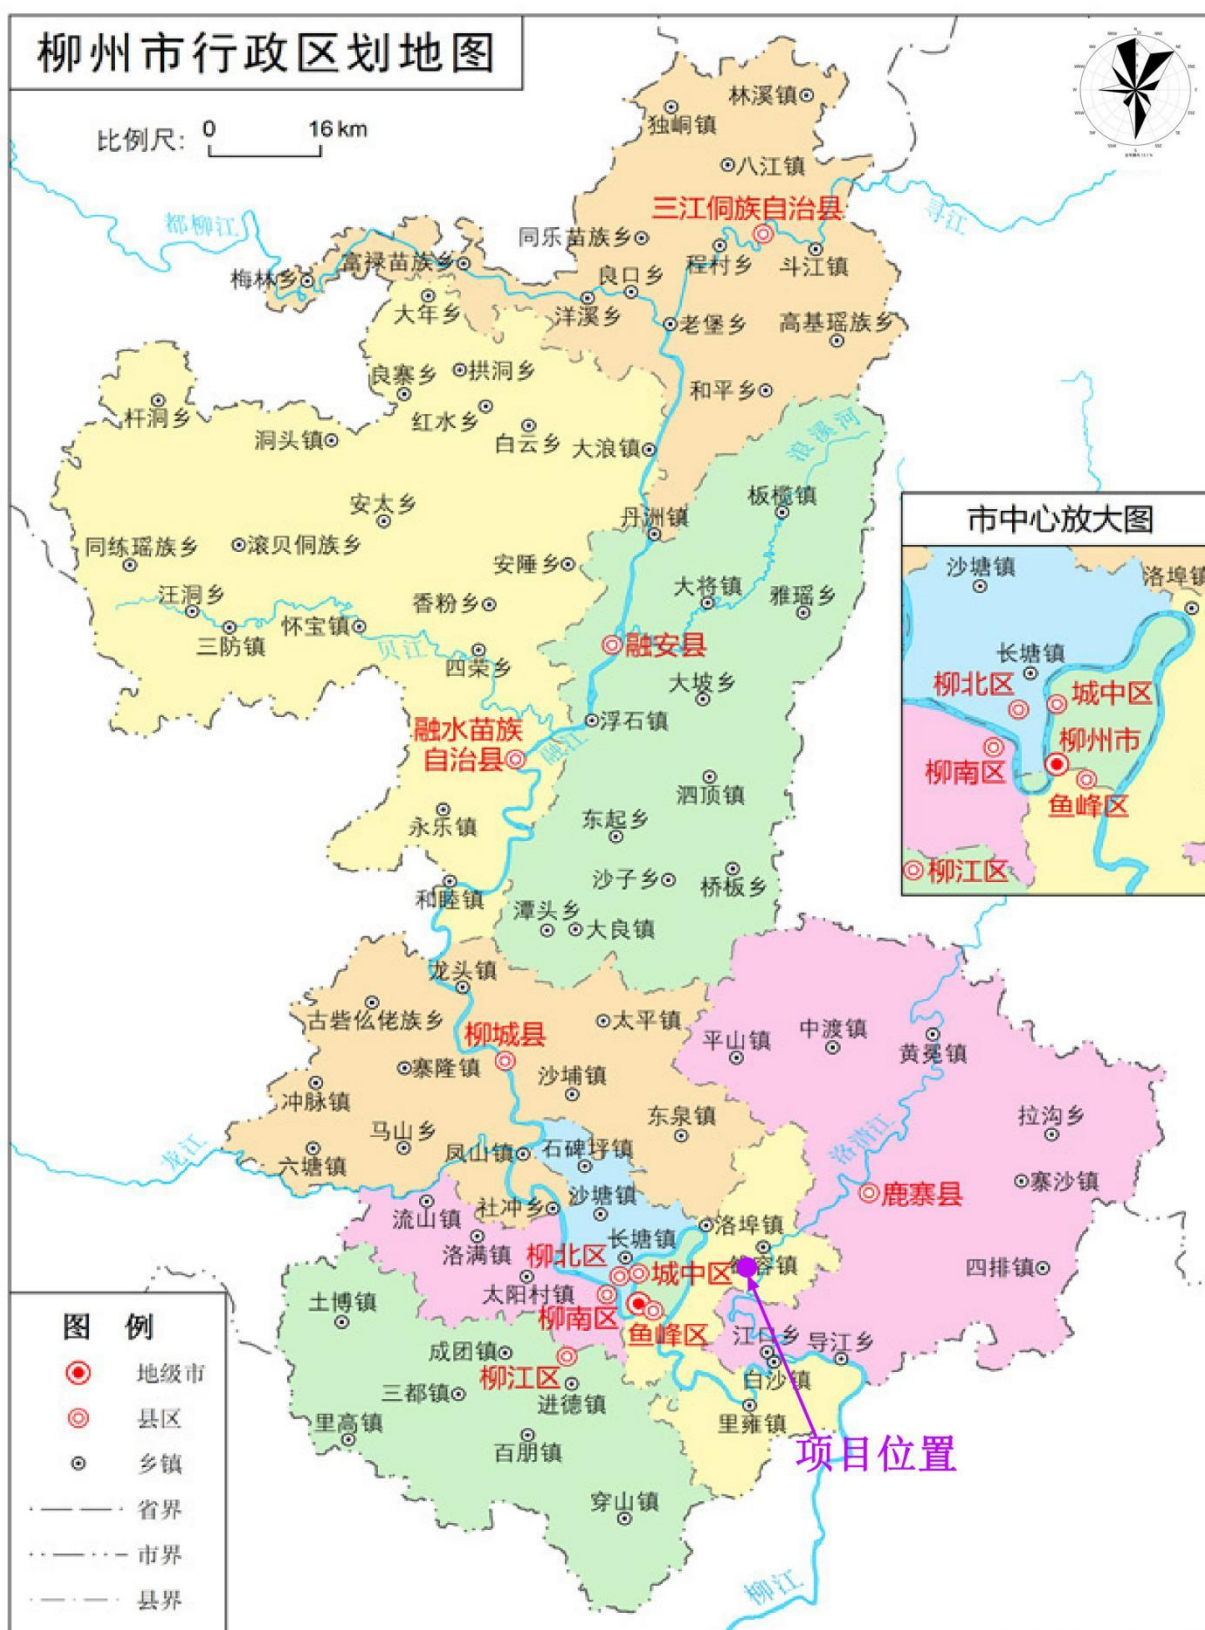 柳州市行政区划地图
比例尺:
0
16 km
林溪镇
独峒镇
八江镇
三江侗族自治县
寻江
都柳江
同乐苗族乡
程村乡
斗江镇
梅林乡
富禄苗族乡
良口乡
大年乡
洋溪乡
老堡乡
高基瑶族乡
良寨乡
拱洞乡
和平乡
杆洞乡
红水乡
白云乡
洞头镇
大浪镇
浪溪河
安太乡
板榄镇
丹洲镇
同练瑶族乡
滚贝侗族乡
安陲乡
汪洞乡
香粉乡
大将镇
雅瑶乡
三防镇
怀宝镇
贝江
四荣乡
融安县
大坡乡
融水苗族
自治县
融江
浮石镇
泗顶镇
永乐镇
东起乡
和睦镇
沙子乡
桥板乡
潭头乡
大良镇
市中心放大图
沙塘镇
洛埠镇
长塘镇
柳北区
城中区
柳州市
柳南区
鱼峰区
柳江区
龙头镇
古砦仫佬族乡
太平镇
平山镇
中渡镇
黄冕镇
柳城县
寨隆镇
沙埔镇
冲脉镇
东泉镇
拉沟乡
马山乡
龙江
六塘镇
凤山镇
石碑坪镇
洛清江
鹿寨县
寨沙镇
流山镇
社冲乡
沙塘镇
洛满镇
长塘镇
洛埠镇
柳北区
城中区
容镇
四排镇
太阳村镇
土博镇
柳南区
鱼峰区
江口乡
导江乡
成团镇
柳江区
白沙镇
三都镇
进德镇
里雍镇
里高镇
百朋镇
项目位置
穿山镇
柳江
图 例
地级市
县区
乡镇
省界
市界
县界